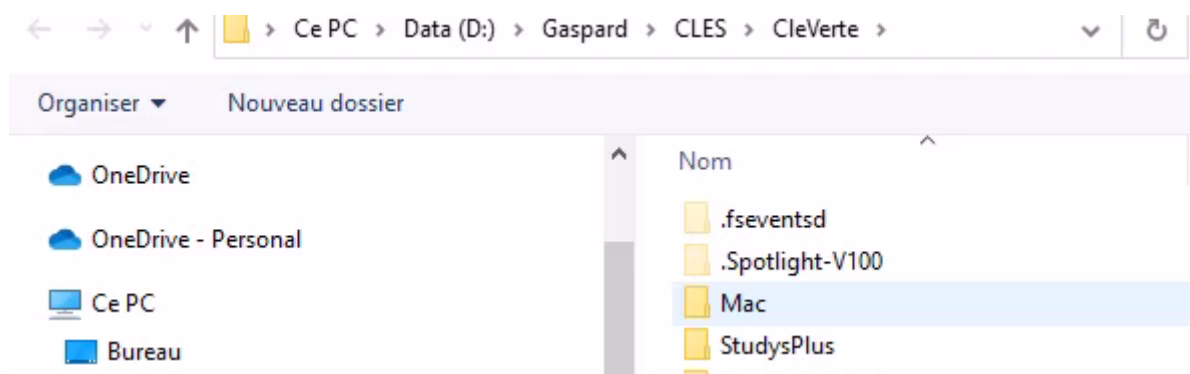 Ce PC > Data (D:) > Gaspard > CLES > CleVerte >
Organiser Nouveau dossier
OneDrive
OneDrive - Personal
Ce PC
Bureau
Nom
.fseventsd
.Spotlight-V100
Mac
StudysPlus